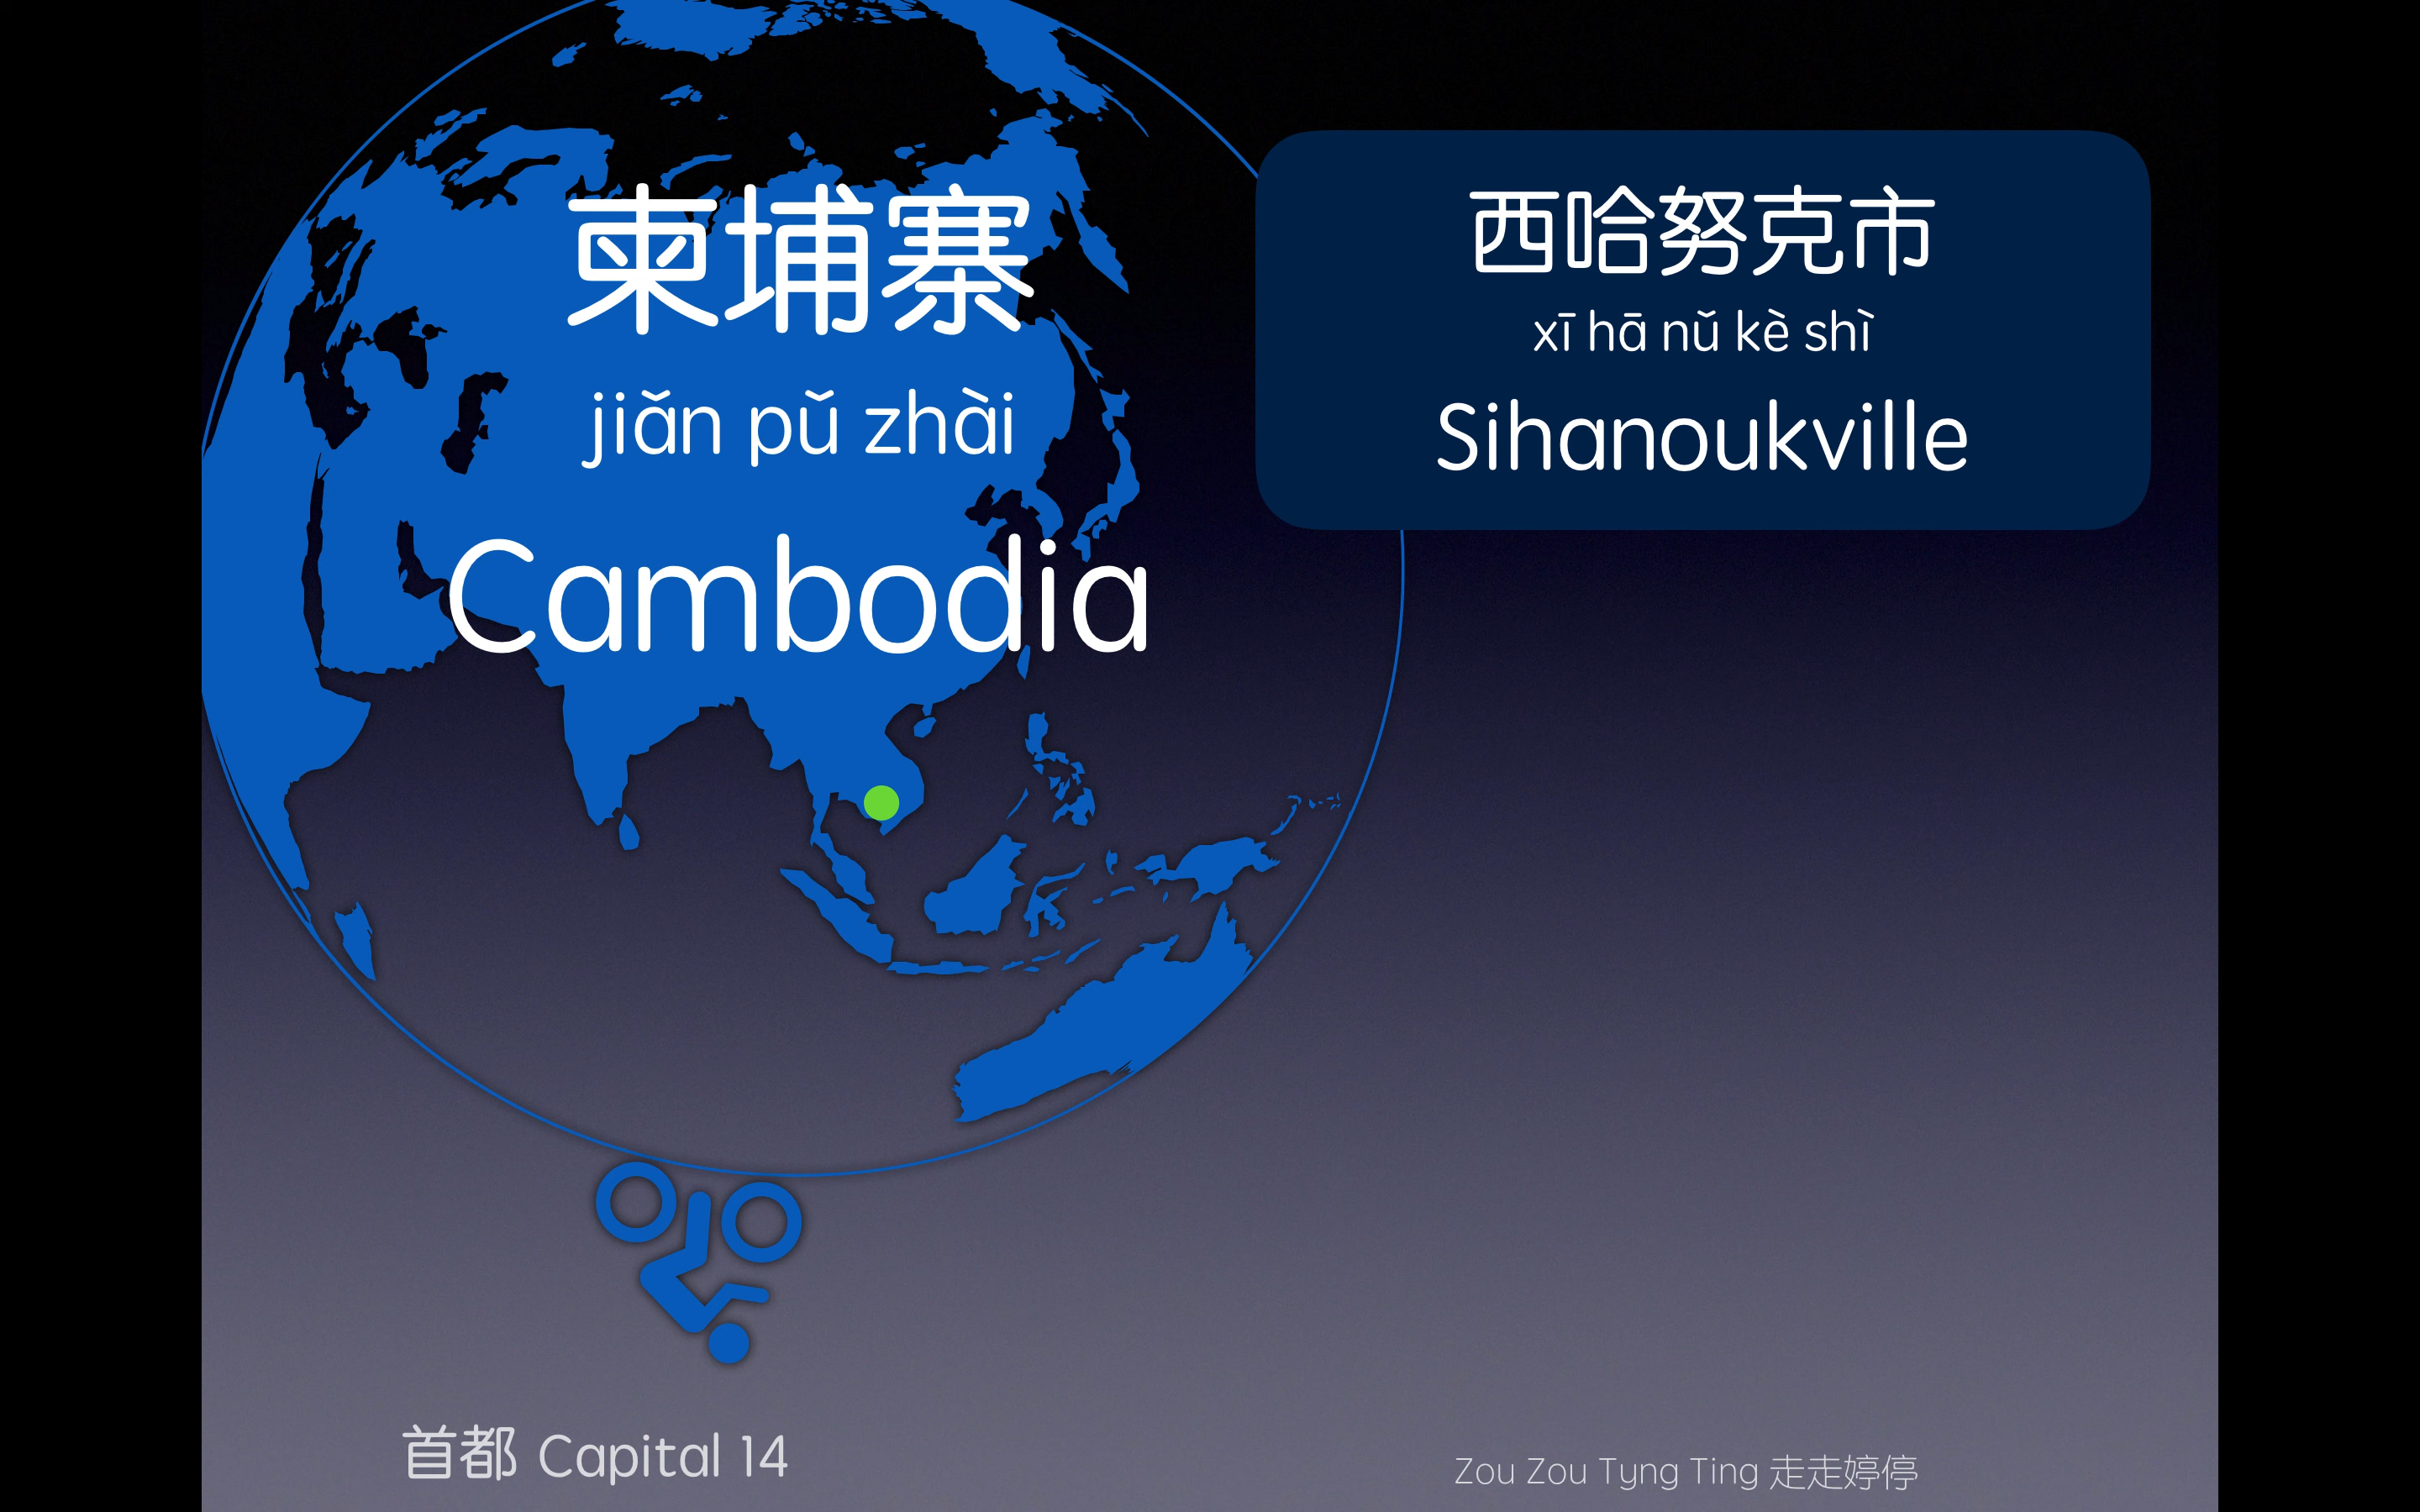 柬埔寨
jiǎn pǔ zhài
Cambodia
西哈努克市
xī hā nǔ kè shì
Sihanoukville
首都 Capital 14
Zou Zou Tyng Ting 走走婷停